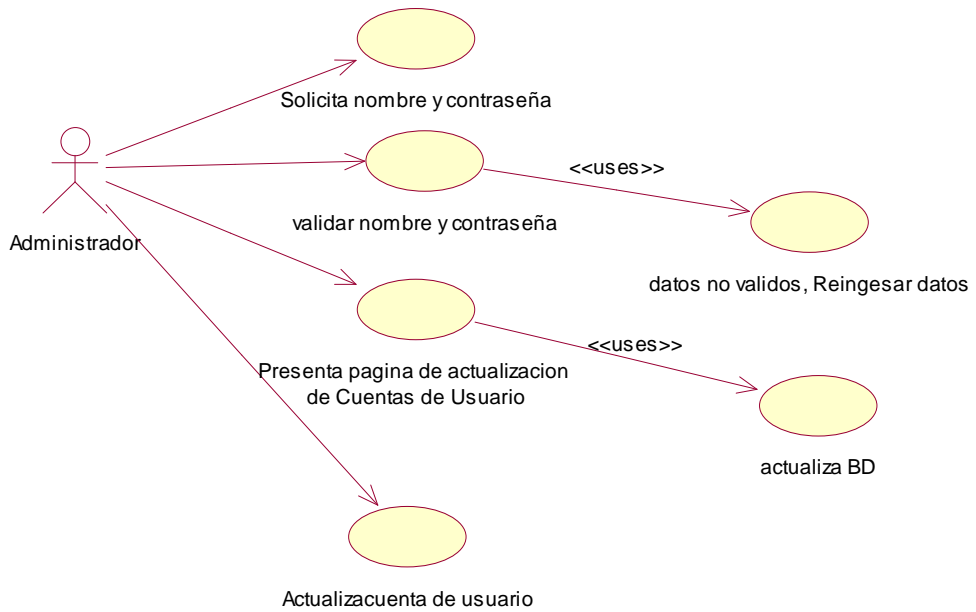 Solicita nombre y contraseña
Administrador
validar nombre y contraseña
<<uses>>
datos no validos, Reingesar datos
Presenta pagina de actualizacion
de Cuentas de Usuario
<<uses>>
actualiza BD
Actualizacuenta de usuario